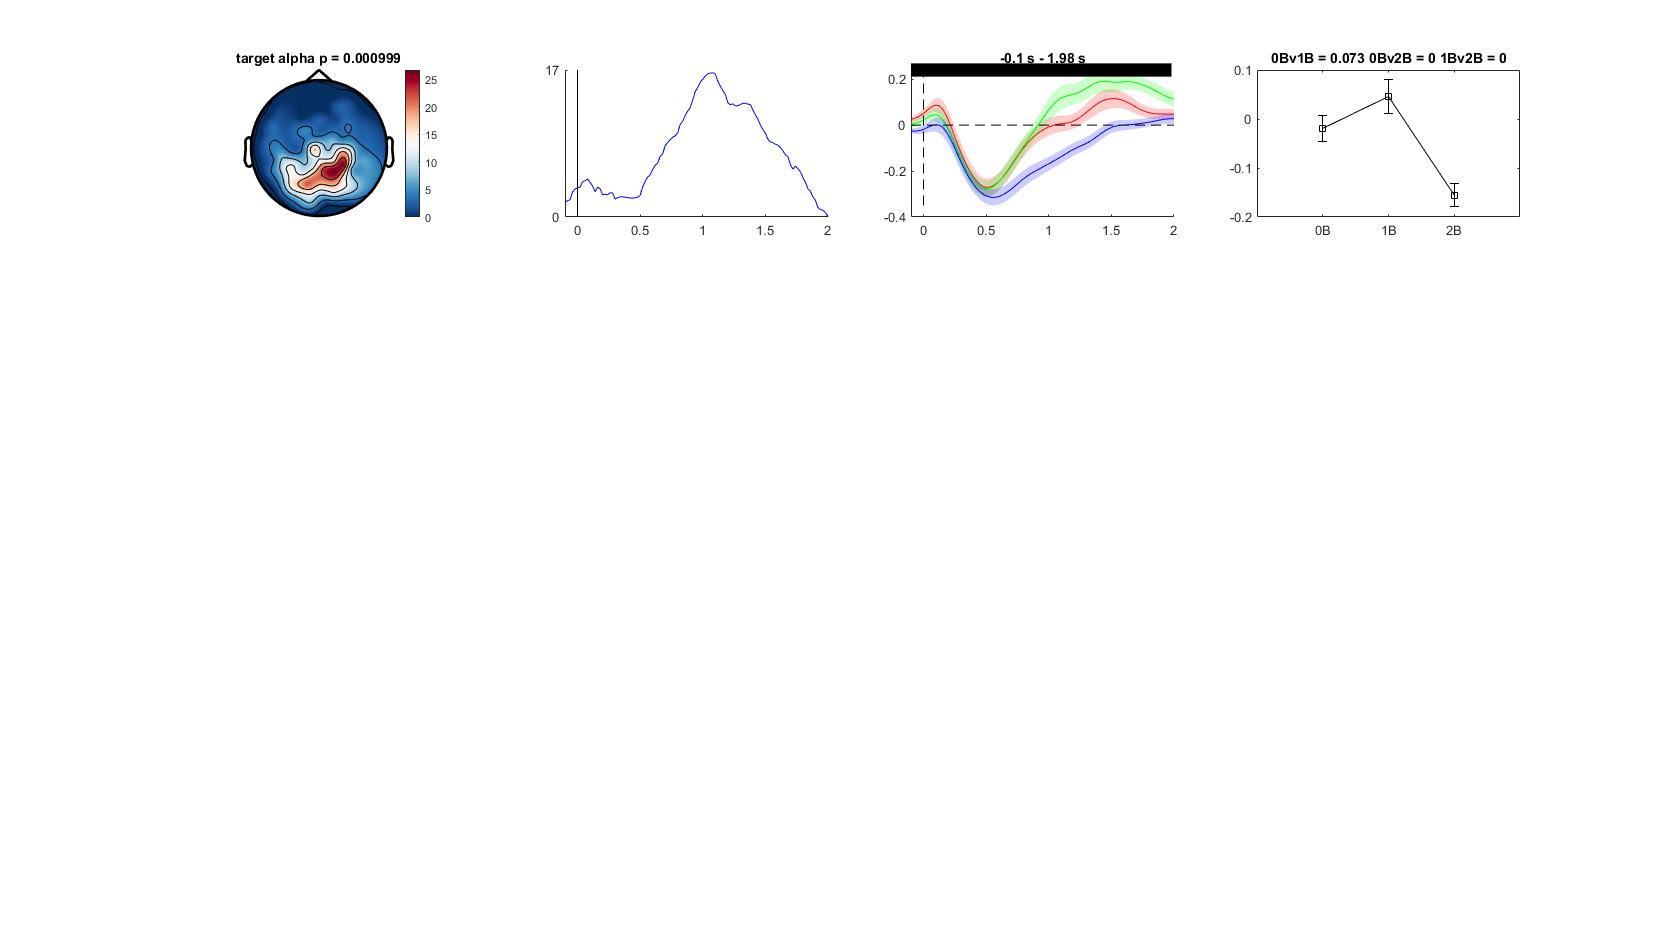 target alpha p = 0.000999
25
20
15
10
5
0
17
0
0 0.5 1 1.5 2
-0.1 s - 1.98 s
0.2
0
-0.2
-0.4
0 0.5 1 1.5 2
0Bv1B = 0.073 0Bv2B = 0 1Bv2B = 0
0.1
0
-0.1
-0.2
0B 1B 2B